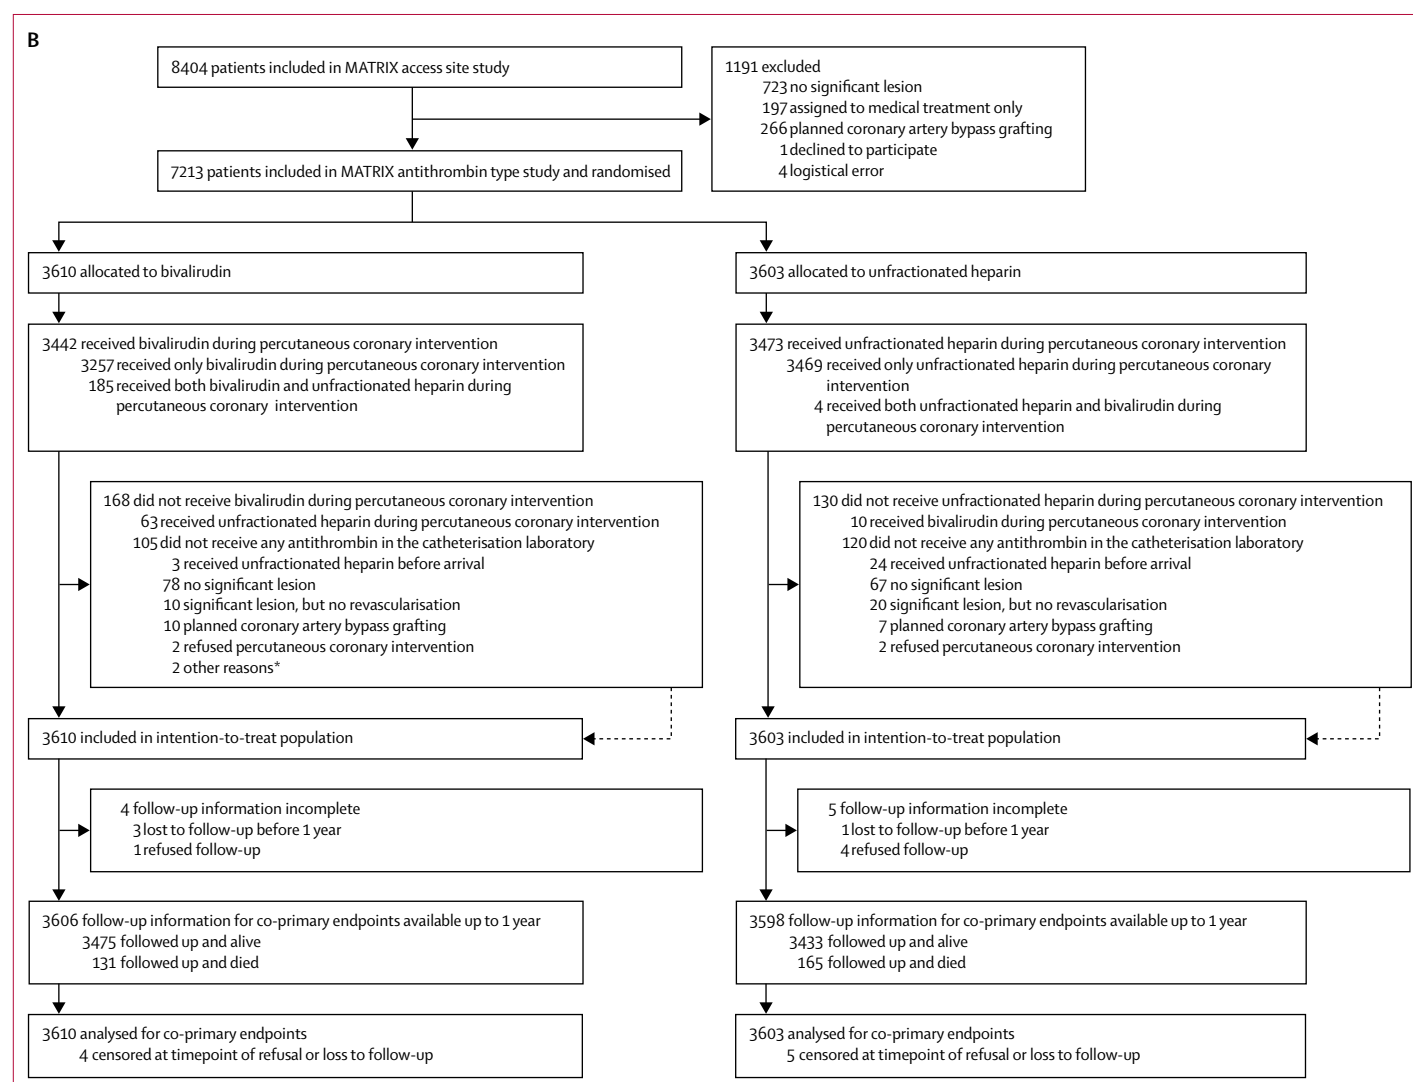 B
8404 patients included in MATRIX access site study
1191 excluded
723 no significant lesion
197 assigned to medical treatment only
266 planned coronary artery bypass grafting
1 declined to participate
4 logistical error
7213 patients included in MATRIX antithrombin type study and randomised
3610 allocated to bivalirudin
3603 allocated to unfractionated heparin
3442 received bivalirudin during percutaneous coronary intervention
3257 received only bivalirudin during percutaneous coronary intervention
185 received both bivalirudin and unfractionated heparin during
percutaneous coronary intervention
3473 received unfractionated heparin during percutaneous coronary intervention
3469 received only unfractionated heparin during percutaneous coronary
intervention
4 received both unfractionated heparin and bivalirudin during
percutaneous coronary intervention
168 did not receive bivalirudin during percutaneous coronary intervention
63 received unfractionated heparin during percutaneous coronary intervention
105 did not receive any antithrombin in the catheterisation laboratory
3 received unfractionated heparin before arrival
78 no significant lesion
10 significant lesion, but no revascularisation
10 planned coronary artery bypass grafting
2 refused percutaneous coronary intervention
2 other reasons*
130 did not receive unfractionated heparin during percutaneous coronary intervention
10 received bivalirudin during percutaneous coronary intervention
120 did not receive any antithrombin in the catheterisation laboratory
24 received unfractionated heparin before arrival
67 no significant lesion
20 significant lesion, but no revascularisation
7 planned coronary artery bypass grafting
2 refused percutaneous coronary intervention
3610 included in intention-to-treat population
3603 included in intention-to-treat population
4 follow-up information incomplete
3 lost to follow-up before 1 year
1 refused follow-up
5 follow-up information incomplete
1 lost to follow-up before 1 year
4 refused follow-up
3606 follow-up information for co-primary endpoints available up to 1 year
3475 followed up and alive
131 followed up and died
3598 follow-up information for co-primary endpoints available up to 1 year
3433 followed up and alive
165 followed up and died
3610 analysed for co-primary endpoints
4 censored at timepoint of refusal or loss to follow-up
3603 analysed for co-primary endpoints
5 censored at timepoint of refusal or loss to follow-up